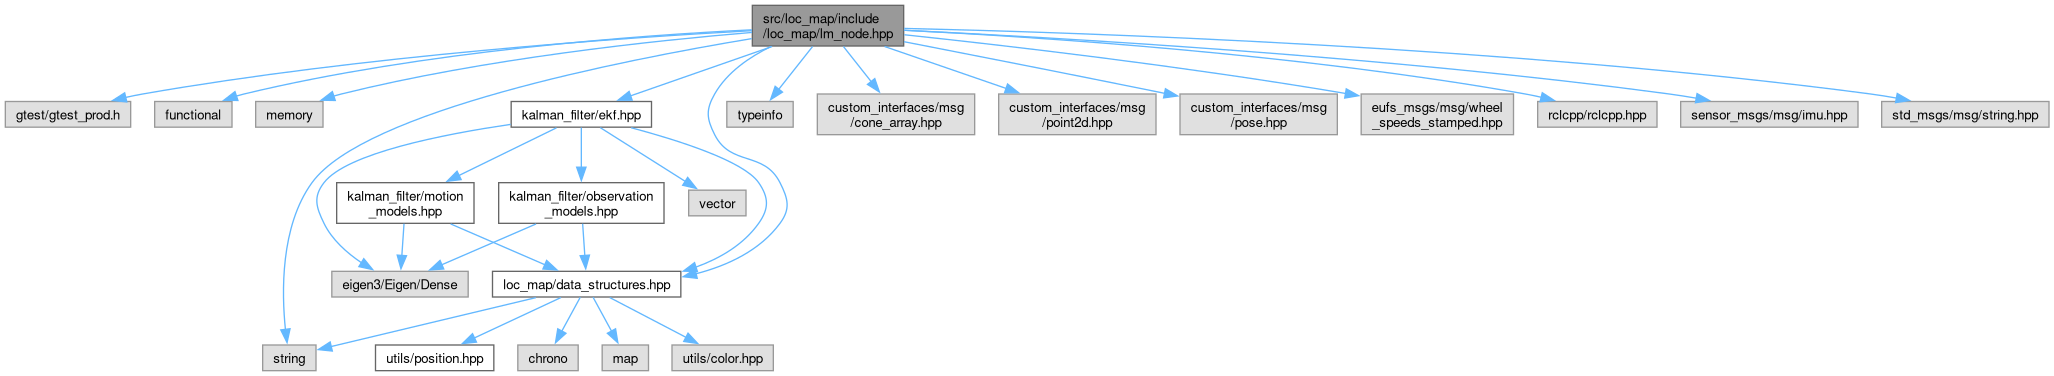 src/loc_map/include
/loc_map/lm_node.hpp
gtest/gtest_prod.h
functional
memory
kalman_filter/ekf.hpp
typeinfo
custom_interfaces/msg
/cone_array.hpp
custom_interfaces/msg
/point2d.hpp
custom_interfaces/msg
/pose.hpp
eufs_msgs/msg/wheel
_speeds_stamped.hpp
rclcpp/rclcpp.hpp
sensor_msgs/msg/imu.hpp
std_msgs/msg/string.hpp
kalman_filter/motion
_models.hpp
kalman_filter/observation
_models.hpp
vector
eigen3/Eigen/Dense
loc_map/data_structures.hpp
string
utils/position.hpp
chrono
map
utils/color.hpp